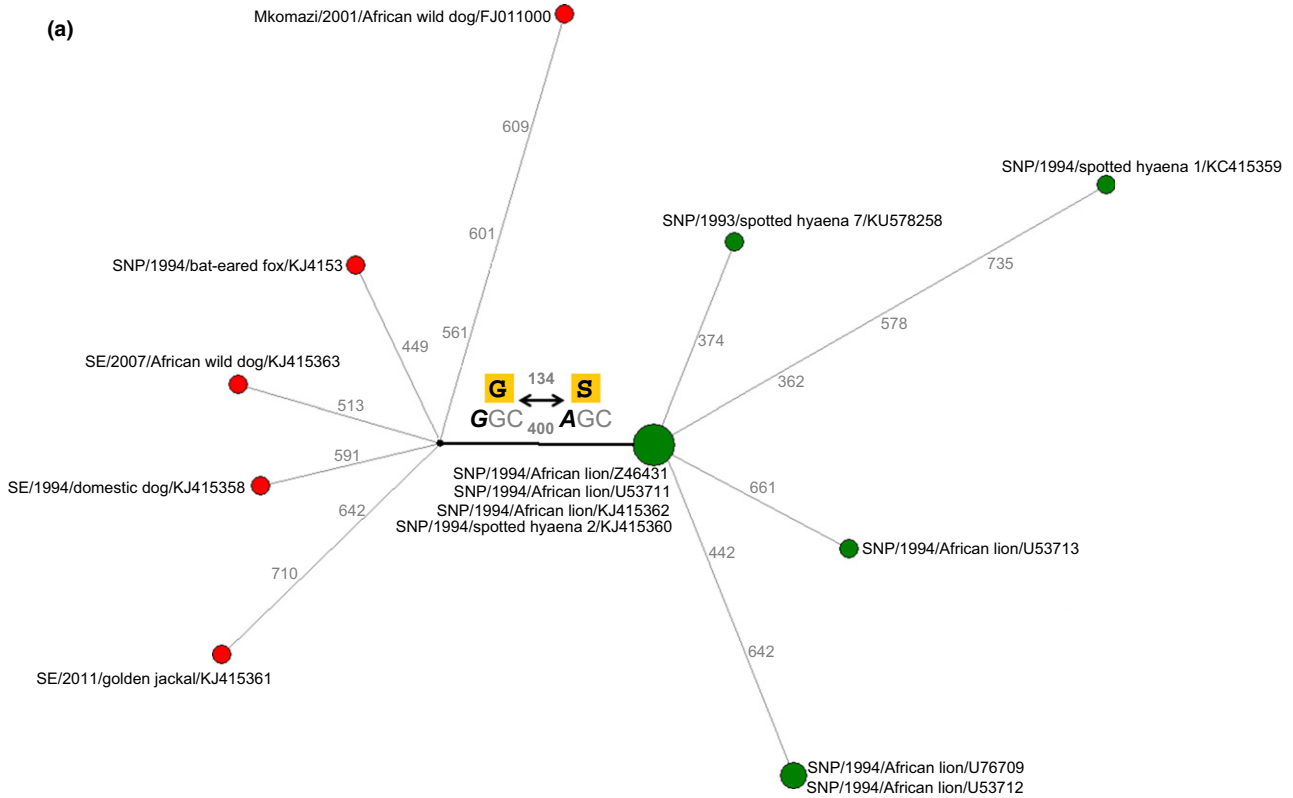 (a)
Mkomazi/2001/African wild dog/FJ011000
609
SNP/1994/spotted hyaena 1/KC415359
SNP/1993/spotted hyaena 7/KU578258
601
735
SNP/1994/bat-eared fox/KJ4153
578
561
374
449
SE/2007/African wild dog/KJ415363
362
513
G 134 S
GGC 400 AGC
591
SE/1994/domestic dog/KJ415358
SNP/1994/African lion/Z46431
SNP/1994/African lion/U53711
SNP/1994/African lion/KJ415362
SNP/1994/spotted hyaena 2/KJ415360
661
642
442
SNP/1994/African lion/U53713
710
642
SE/2011/golden jackal/KJ415361
SNP/1994/African lion/U76709
SNP/1994/African lion/U53712